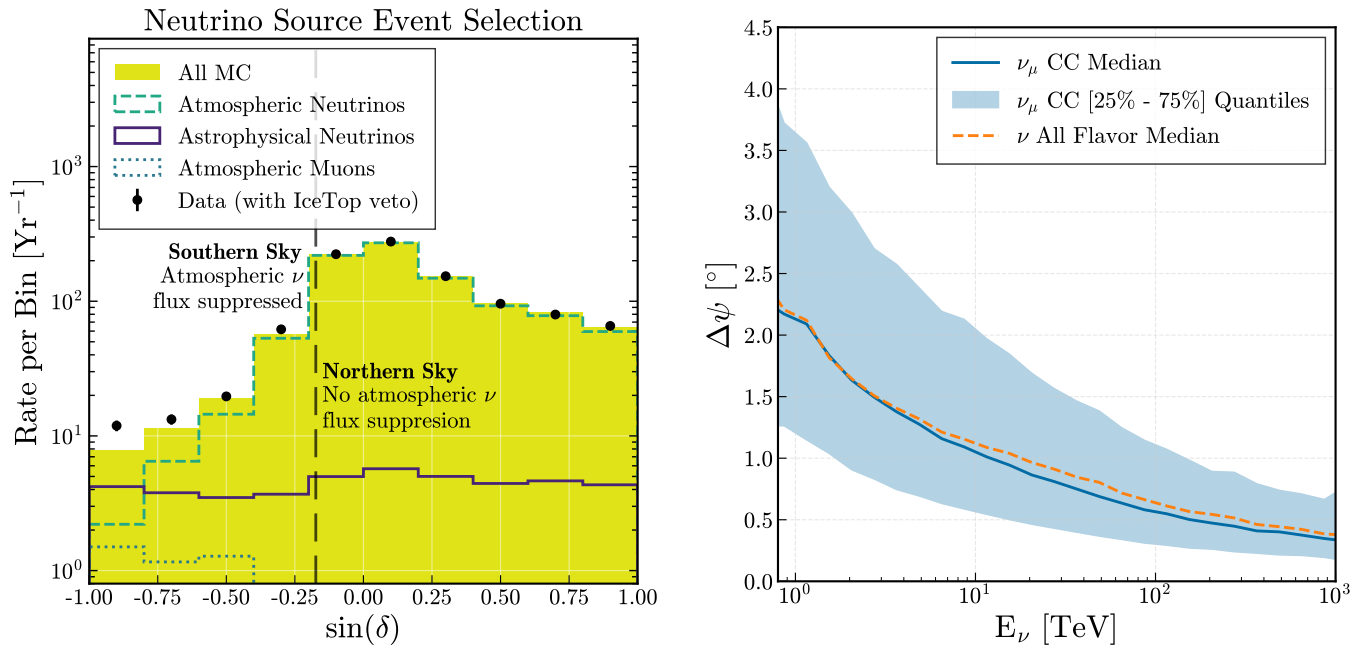 Neutrino Source Event Selection
All MC
Atmospheric Neutrinos
Astrophysical Neutrinos
Atmospheric Muons
Data (with IceTop veto)
Southern Sky
Atmospheric ν
flux suppressed
Northern Sky
No atmospheric ν
flux suppresion
Rate per Bin [Yr⁻¹]
10³
10²
10¹
10⁰
-1.00 -0.75 -0.50 -0.25 0.00 0.25 0.50 0.75 1.00
sin(δ)
ν_μ CC Median
ν_μ CC [25% - 75%] Quantiles
ν All Flavor Median
Δψ [°]
4.5
4.0
3.5
3.0
2.5
2.0
1.5
1.0
0.5
0.0
10⁰ 10¹ 10² 10³
E_ν [TeV]